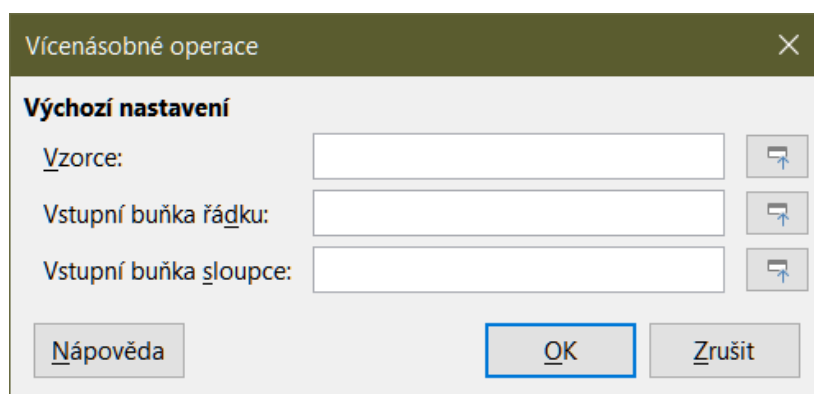 Vícenásobné operace
Výchozí nastavení
Vzorce:
Vstupní buňka řádku:
Vstupní buňka sloupce:
Nápověda OK Zrušit